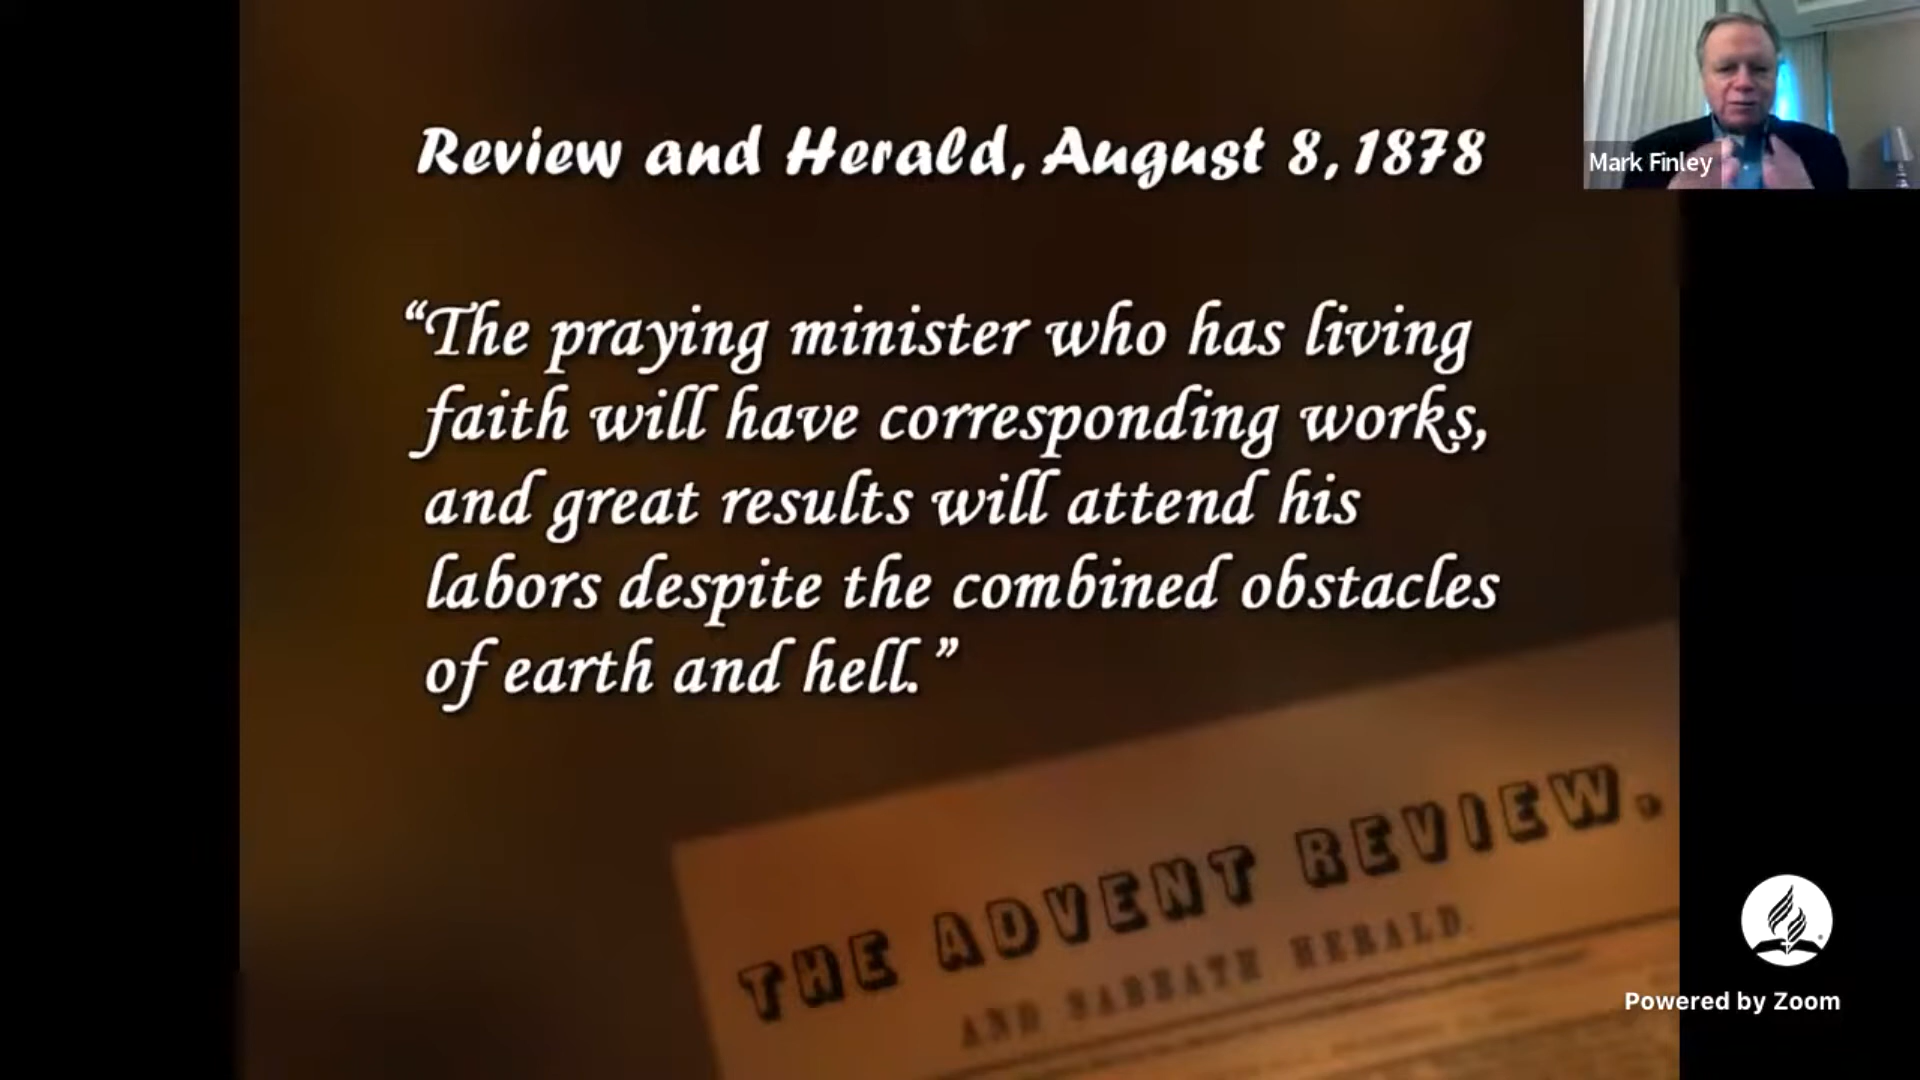 Review and Herald, August 8, 1878
Mark Finley
“The praying minister who has living
faith will have corresponding works,
and great results will attend his
labors despite the combined obstacles
of earth and hell.”
THE ADVENT REVIEW.
AND SABBATH HERALD.
Powered by Zoom